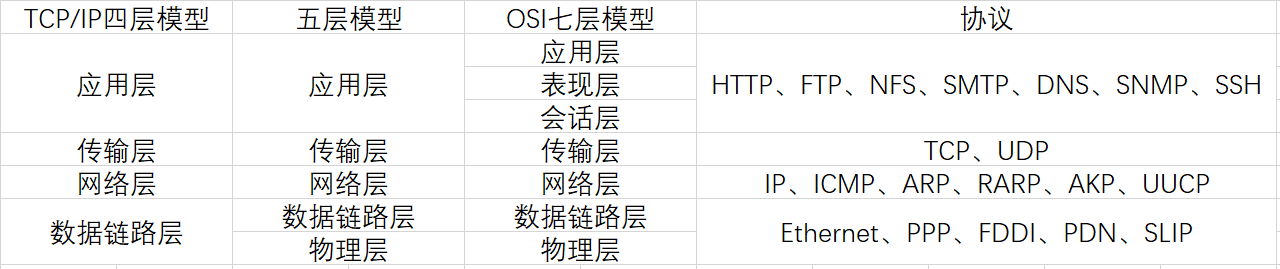 TCP/IP四层模型 五层模型 OSI七层模型 协议
应用层
应用层 应用层 表现层 HTTP、FTP、NFS、SMTP、DNS、SNMP、SSH
会话层
传输层 传输层 传输层 TCP、UDP
网络层 网络层 网络层 IP、ICMP、ARP、RARP、AKP、UUCP
数据链路层 数据链路层 数据链路层 Ethernet、PPP、FDDI、PDN、SLIP
物理层 物理层